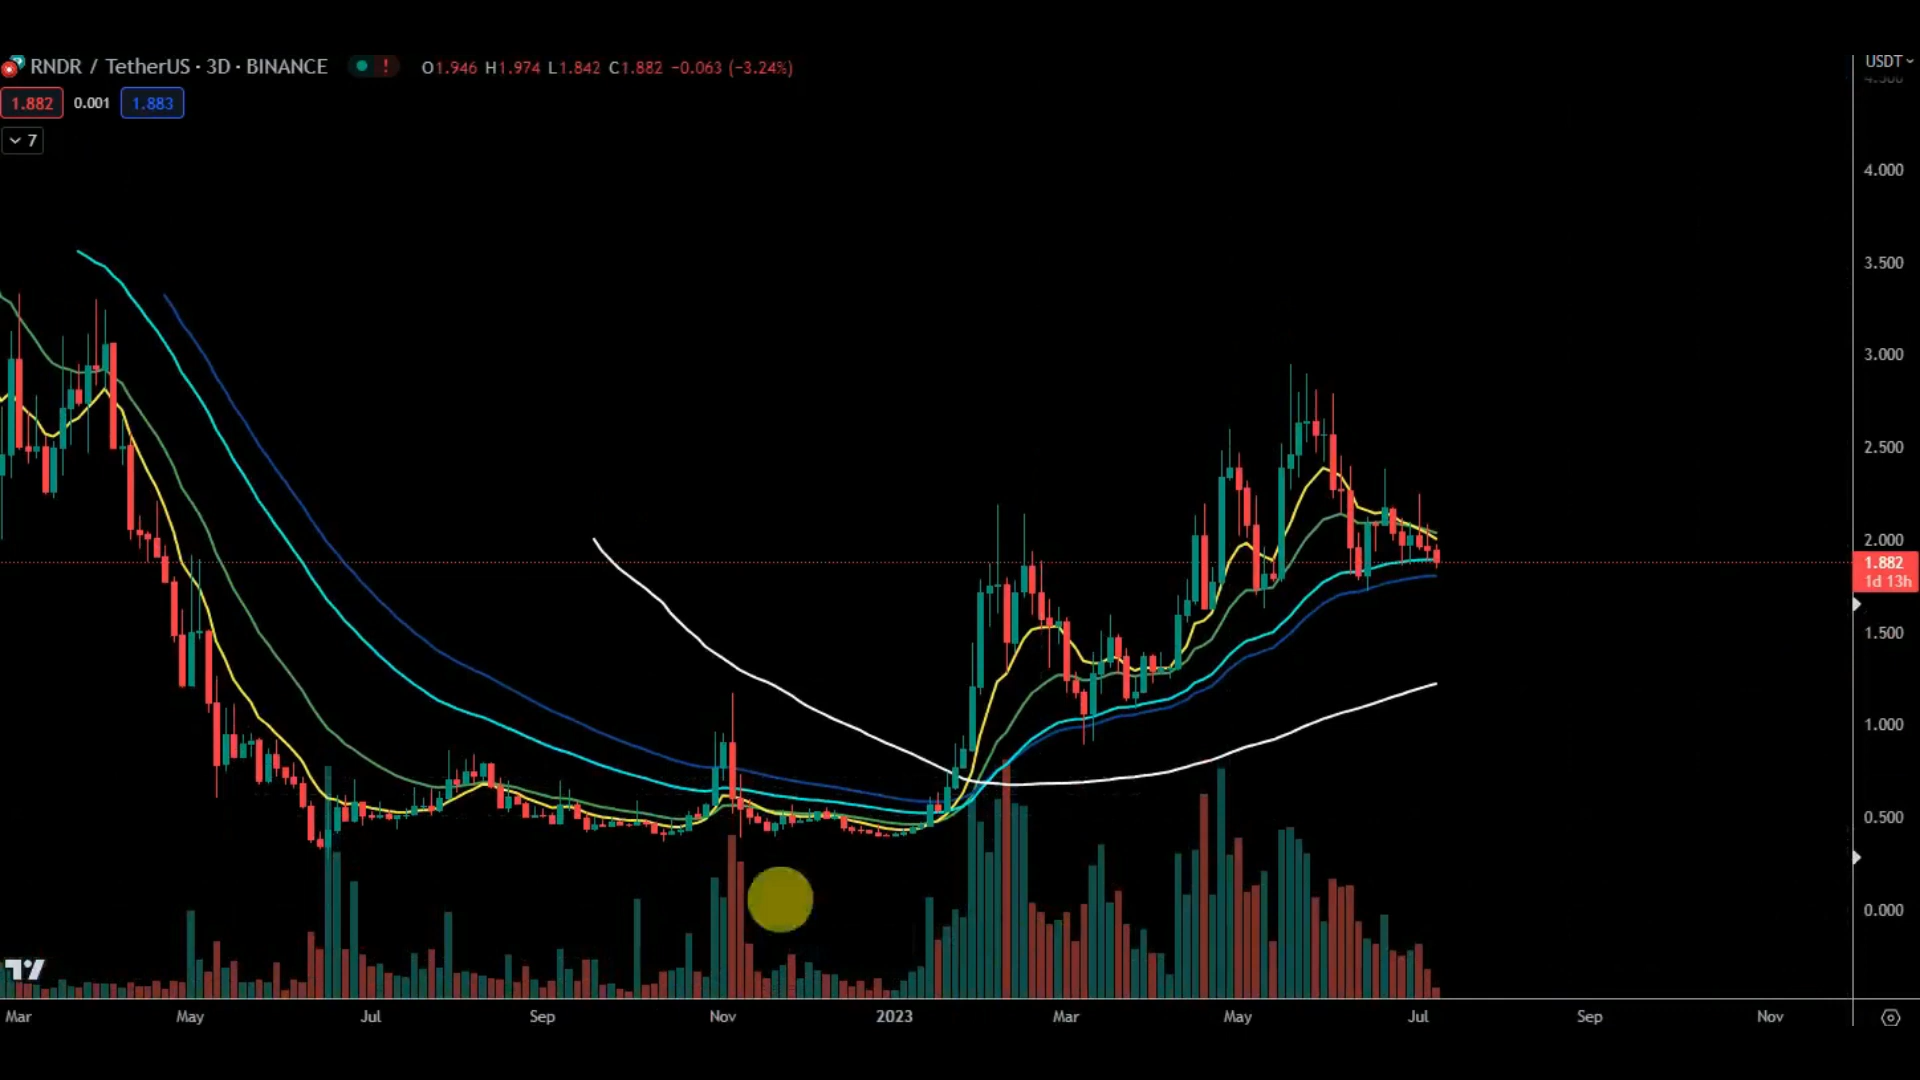 RNDR / TetherUS · 3D · BINANCE ! O1.946 H1.974 L1.842 C1.882 −0.063 (−3.24%)
USDT
1.882 0.001 1.883
7
4.000
3.500
3.000
2.500
2.000
1.882
1d 13h
1.500
1.000
0.500
0.000
Mar May Jul Sep Nov 2023 Mar May Jul Sep Nov